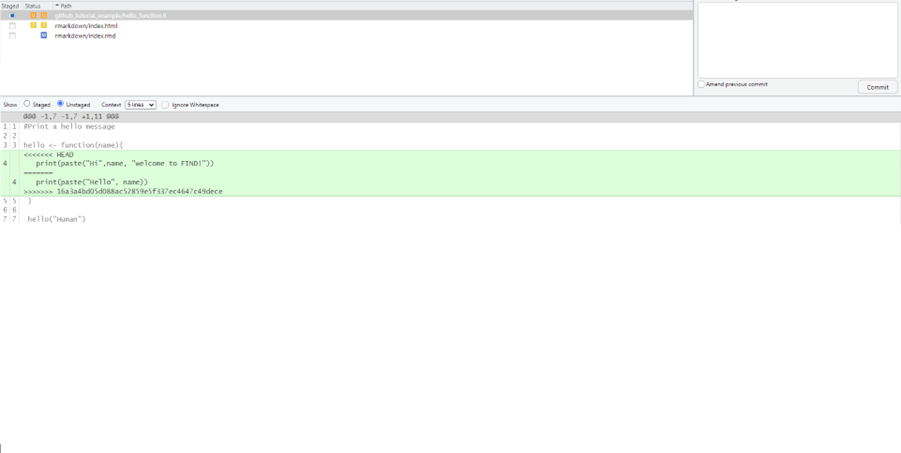 Staged Status Path
U U github_tutorial_example/hello_function.R
? ? rmarkdown/index.html
M rmarkdown/index.rmd
Amend previous commit
Commit
Show Staged Unstaged Context 5 lines Ignore Whitespace
@@@ -1,7 -1,7 +1,11 @@@
1 1 #Print a hello message
2 2
3 3 hello <- function(name){
<<<<<<< HEAD
4 print(paste("Hi",name, "welcome to FIND!"))
=======
4 print(paste("Hello", name))
>>>>>>> 16a3a4bd05d088ac52859e5f337ec4647c49dece
5 5 }
6 6
7 7 hello("Human")